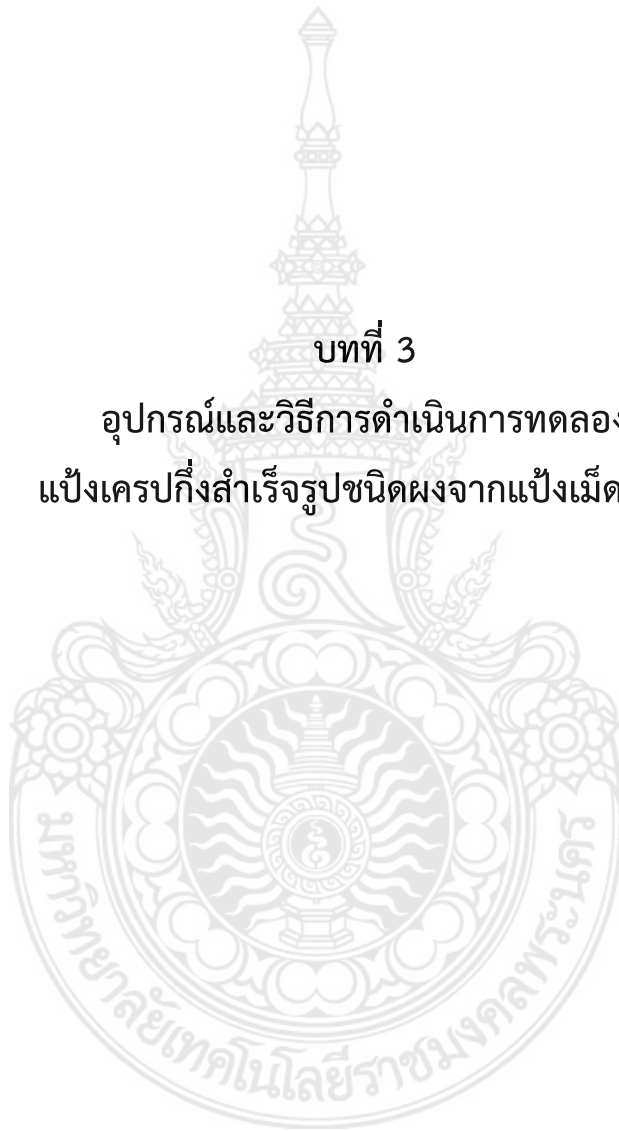 บทที่ 3
อุปกรณ์และวิธีการดำเนินการทดลอง
แป้งเครปกึ่งสำเร็จรูปชนิดผงจากแป้งเม็ด
มหาวิทยาลัยเทคโนโลยีราชมงคลพระนคร